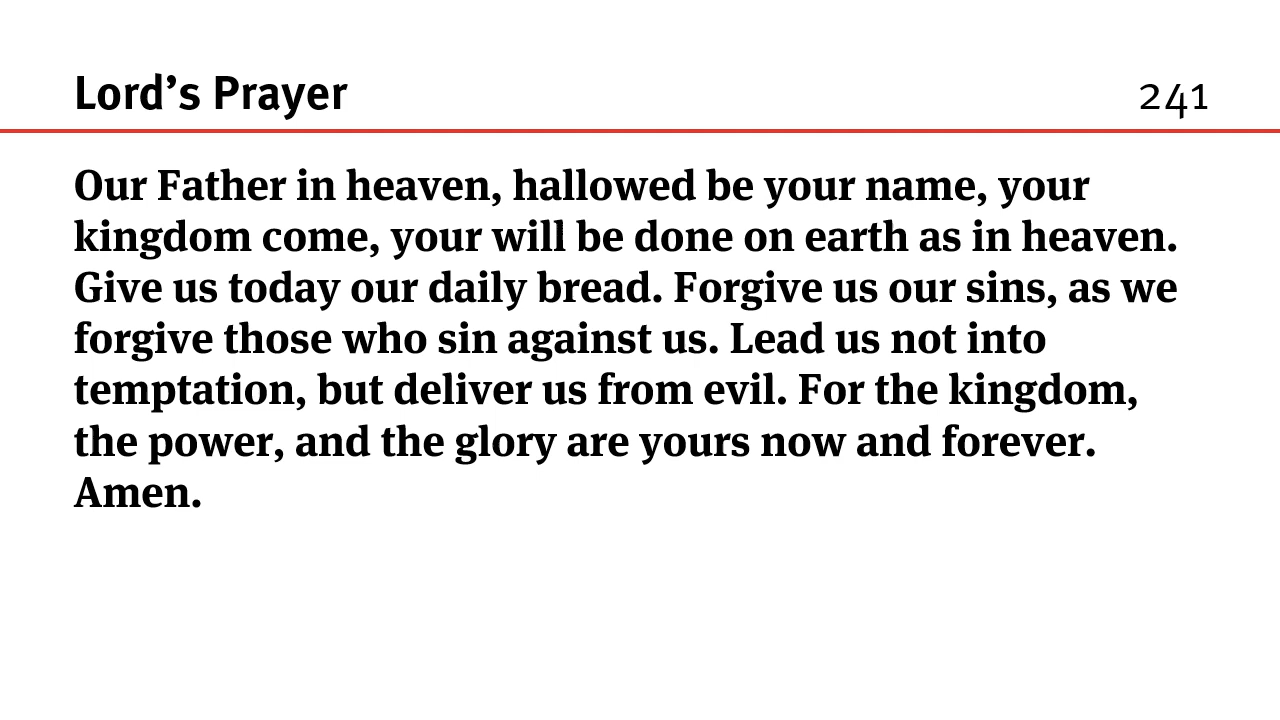 Lord’s Prayer 241
Our Father in heaven, hallowed be your name, your
kingdom come, your will be done on earth as in heaven.
Give us today our daily bread. Forgive us our sins, as we
forgive those who sin against us. Lead us not into
temptation, but deliver us from evil. For the kingdom,
the power, and the glory are yours now and forever.
Amen.